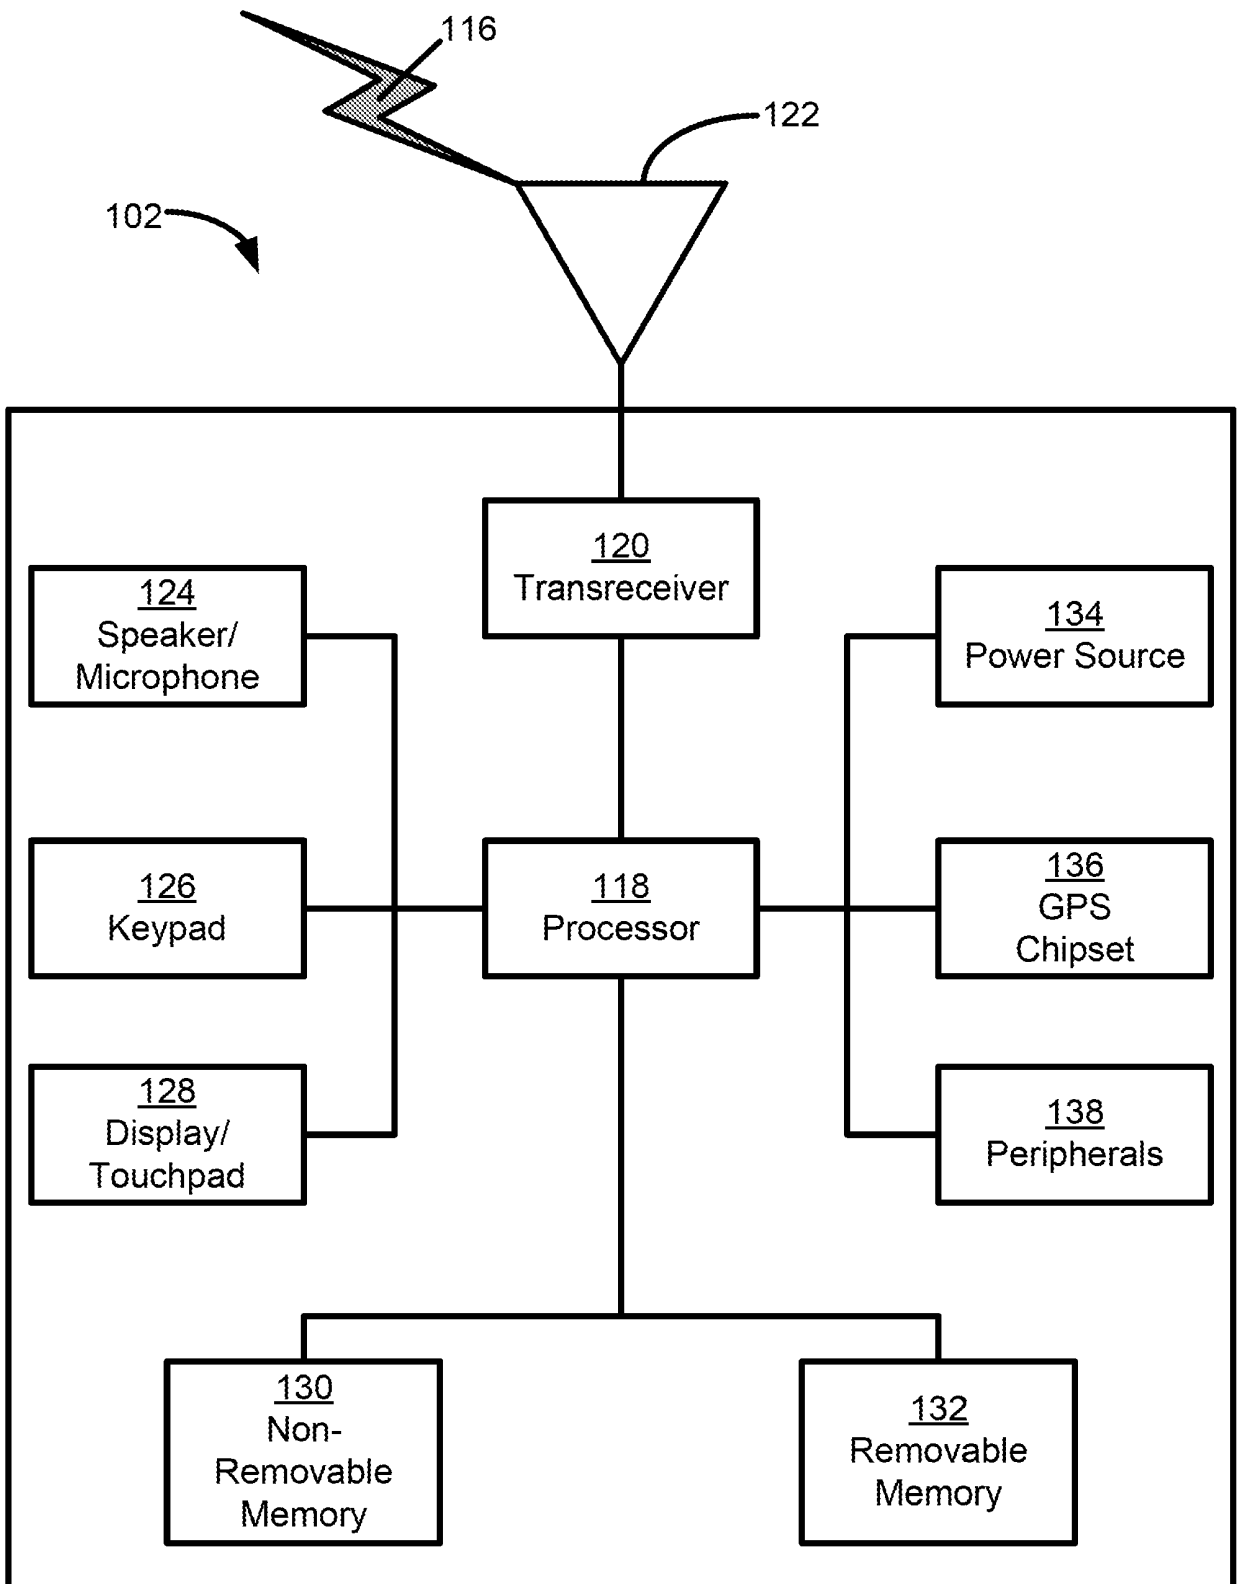 116
122
102
120
Transreceiver
124
Speaker/
Microphone
134
Power Source
126
Keypad
118
Processor
136
GPS
Chipset
128
Display/
Touchpad
138
Peripherals
130
Non-
Removable
Memory
132
Removable
Memory